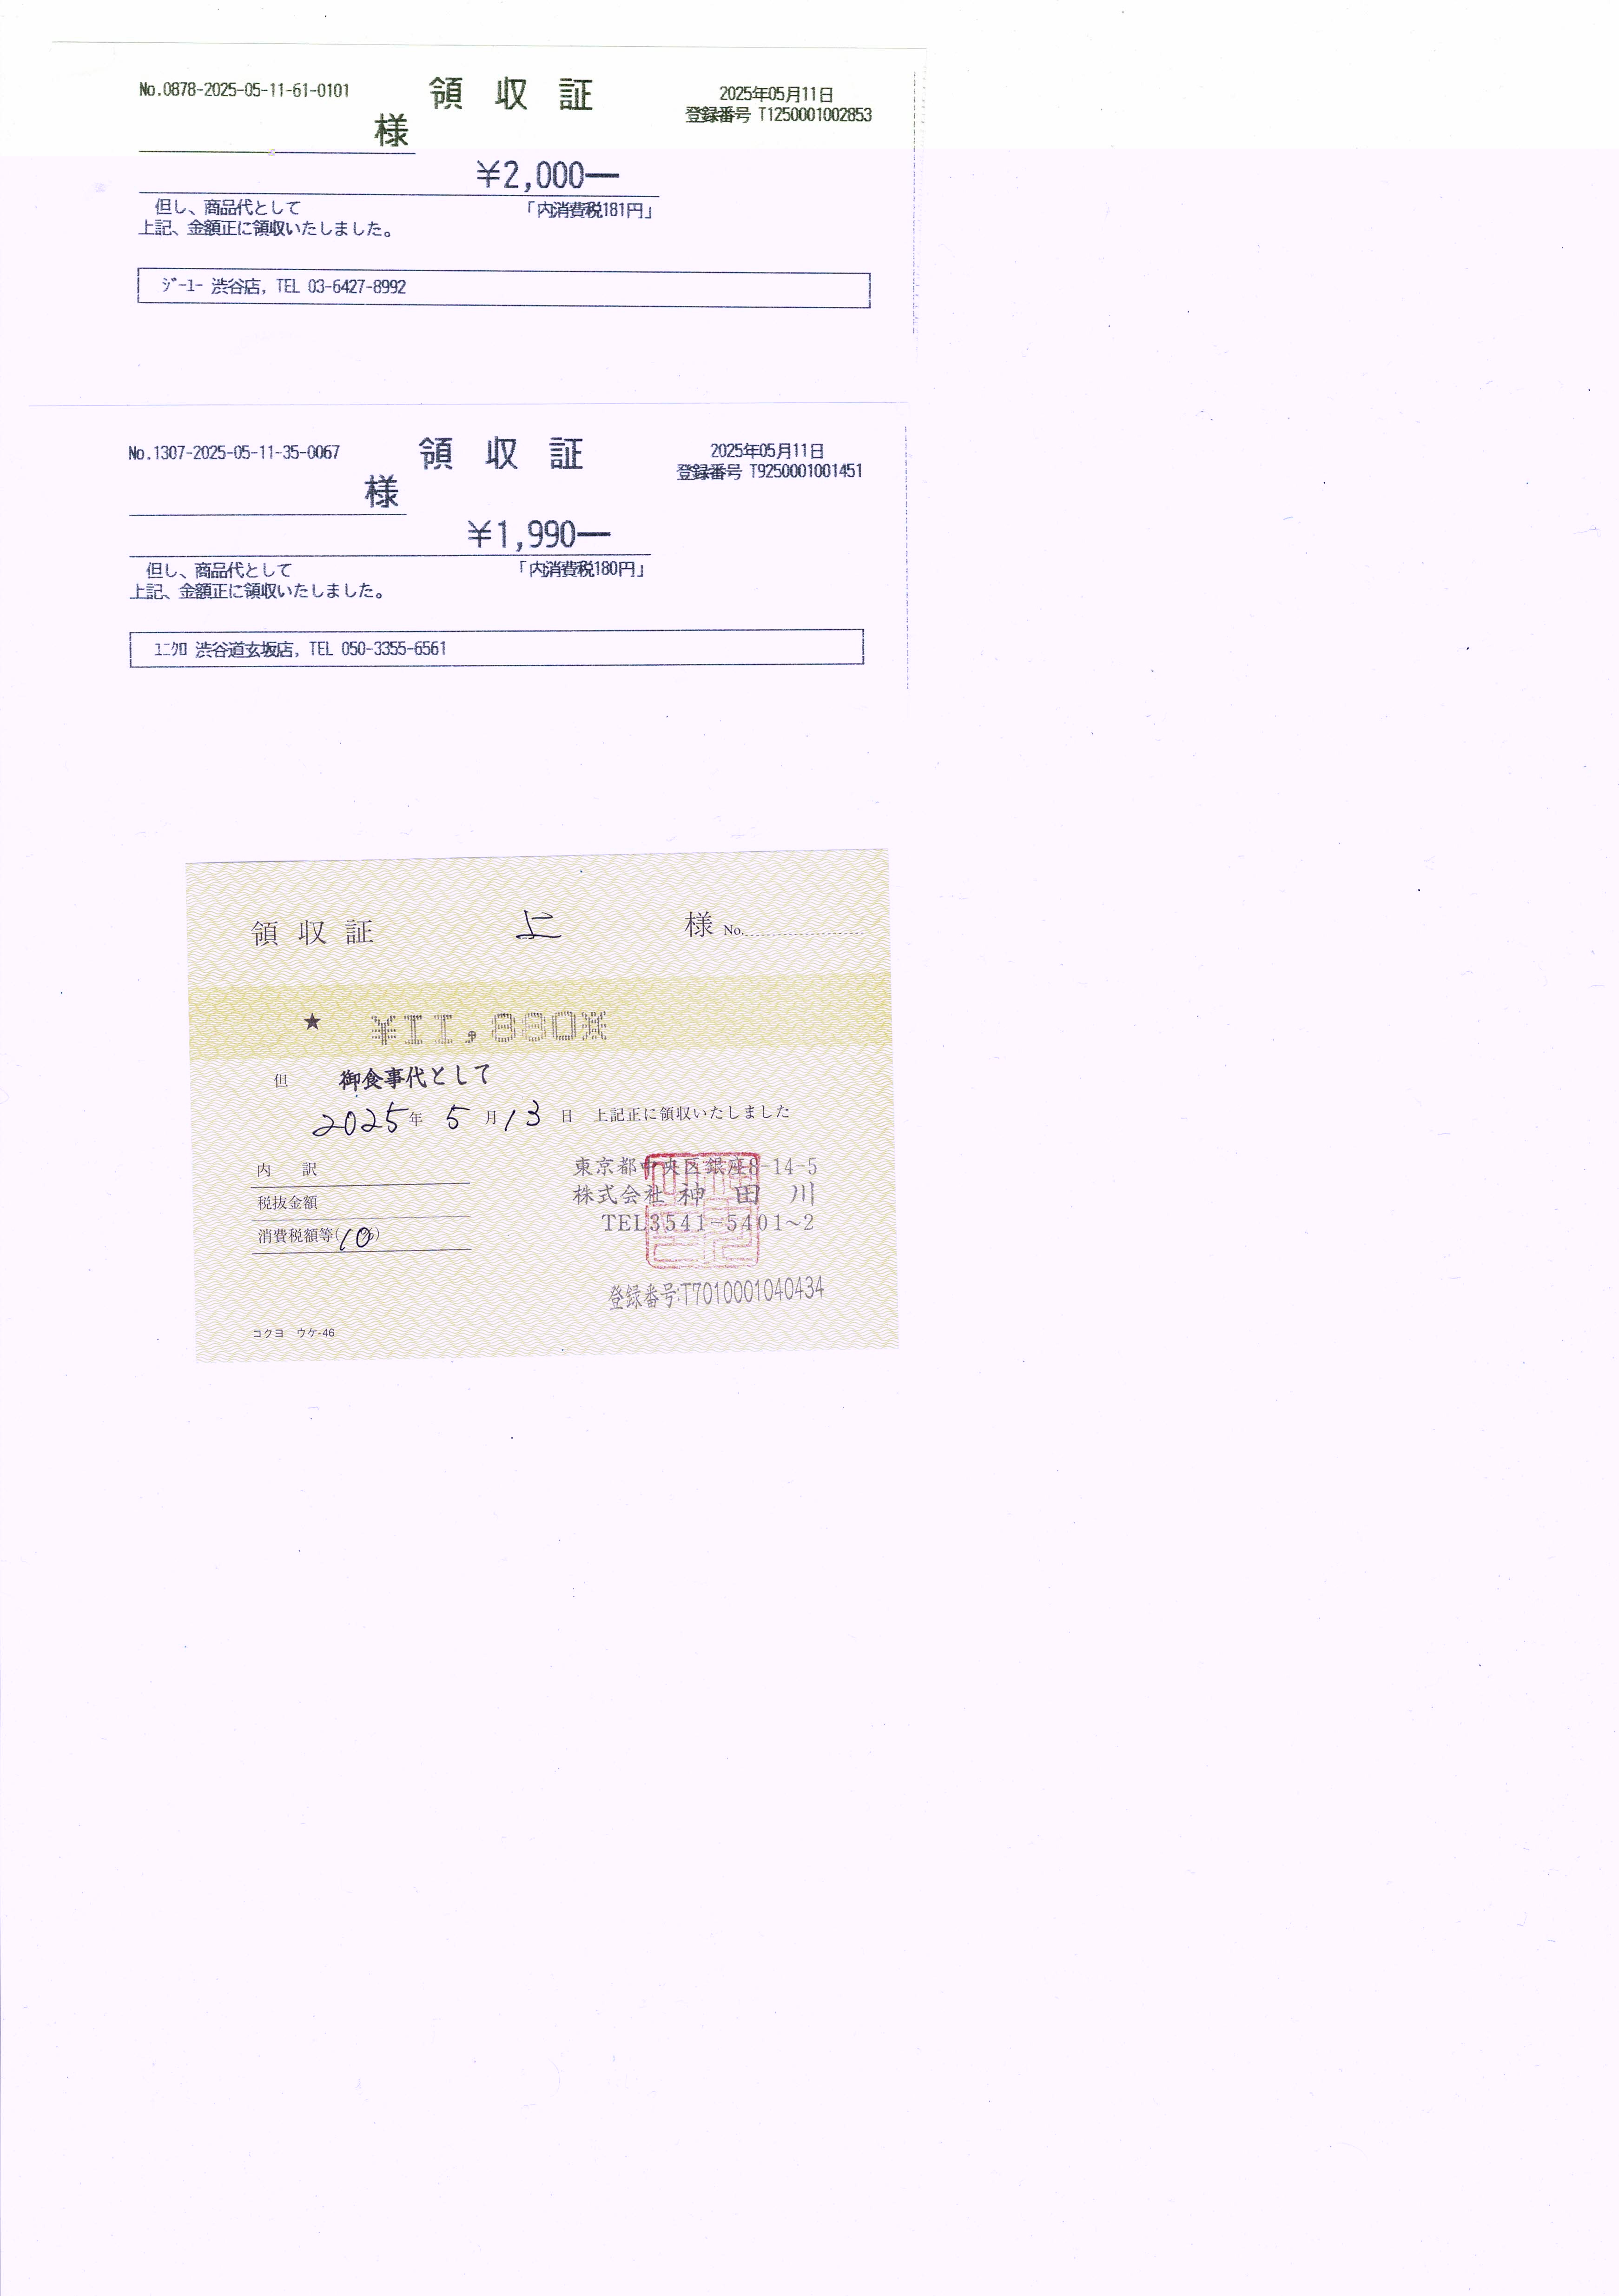 No.0878-2025-05-11-61-0101
領収証
2025年05月11日
登録番号 T1250001002853
様
¥2,000―
但し、商品代として
「内消費税181円」
上記、金額正に領収いたしました。
ｼﾞｰﾕｰ 渋谷店, TEL 03-6427-8992
No.1307-2025-05-11-35-0067
領収証
2025年05月11日
登録番号 T9250001001451
様
¥1,990―
但し、商品代として
「内消費税180円」
上記、金額正に領収いたしました。
ﾕﾆｸﾛ 渋谷道玄坂店, TEL 050-3355-6561
領収証 上 様 No.
★ ¥11,880※
但 御食事代として
2025年 5月13日 上記正に領収いたしました
内訳
税抜金額
消費税額等(10%)
東京都中央区銀座8-14-5
株式会社 神田川
TEL3541-5401~2
登録番号:T7010001040434
コクヨ ウケ-46